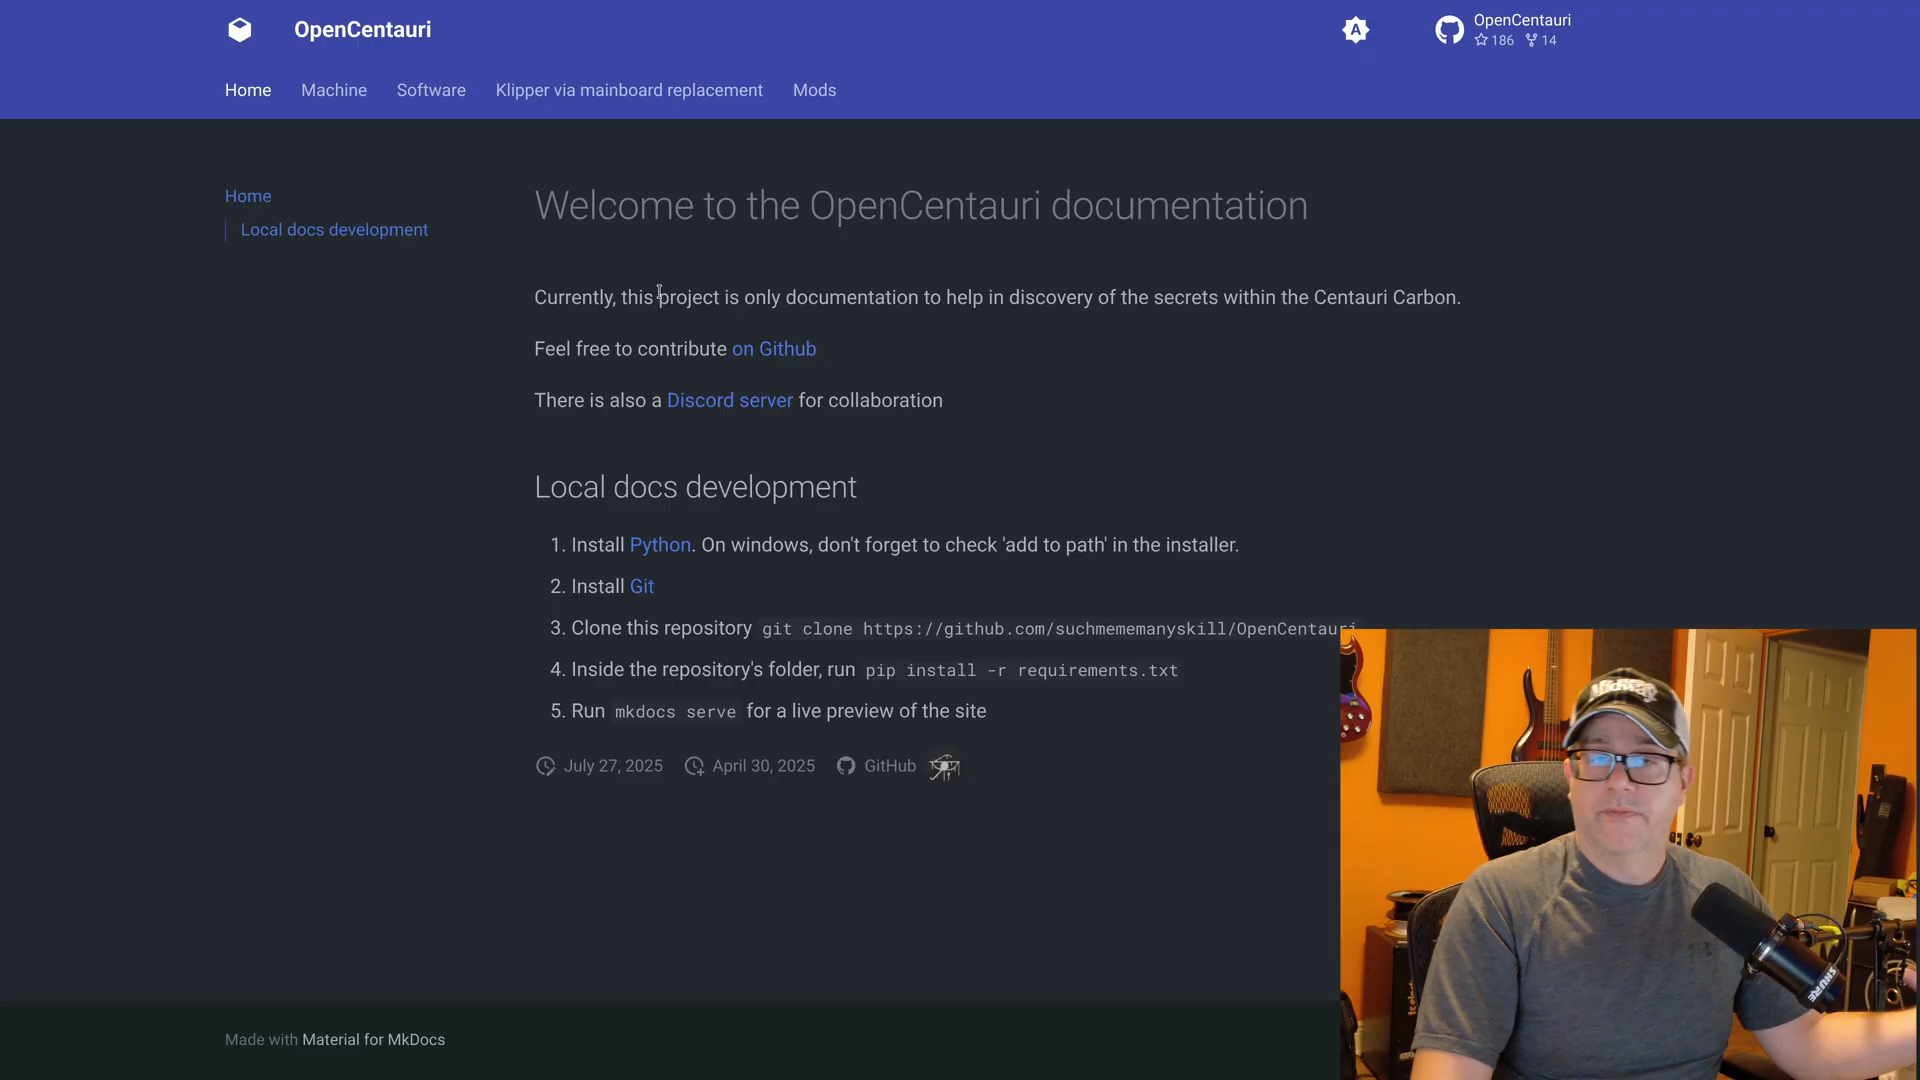 OpenCentauri
A
OpenCentauri
186 14
Home Machine Software Klipper via mainboard replacement Mods
Home
Local docs development
Welcome to the OpenCentauri documentation
Currently, this project is only documentation to help in discovery of the secrets within the Centauri Carbon.
Feel free to contribute on Github
There is also a Discord server for collaboration
Local docs development
1. Install Python. On windows, don't forget to check 'add to path' in the installer.
2. Install Git
3. Clone this repository git clone https://github.com/suchmememanyskill/OpenCentauri
4. Inside the repository's folder, run pip install -r requirements.txt
5. Run mkdocs serve for a live preview of the site
July 27, 2025 April 30, 2025 GitHub
SHURE
Made with Material for MkDocs